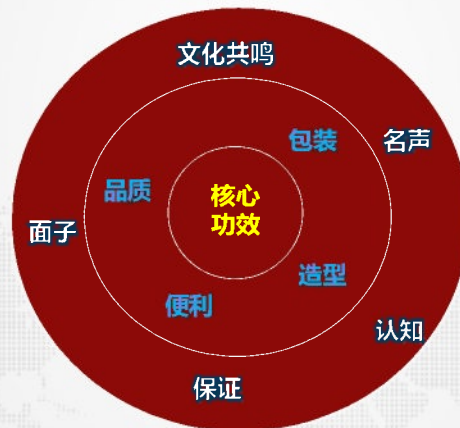 文化共鸣
包装
名声
品质
核心
功效
面子
造型
便利
认知
保证